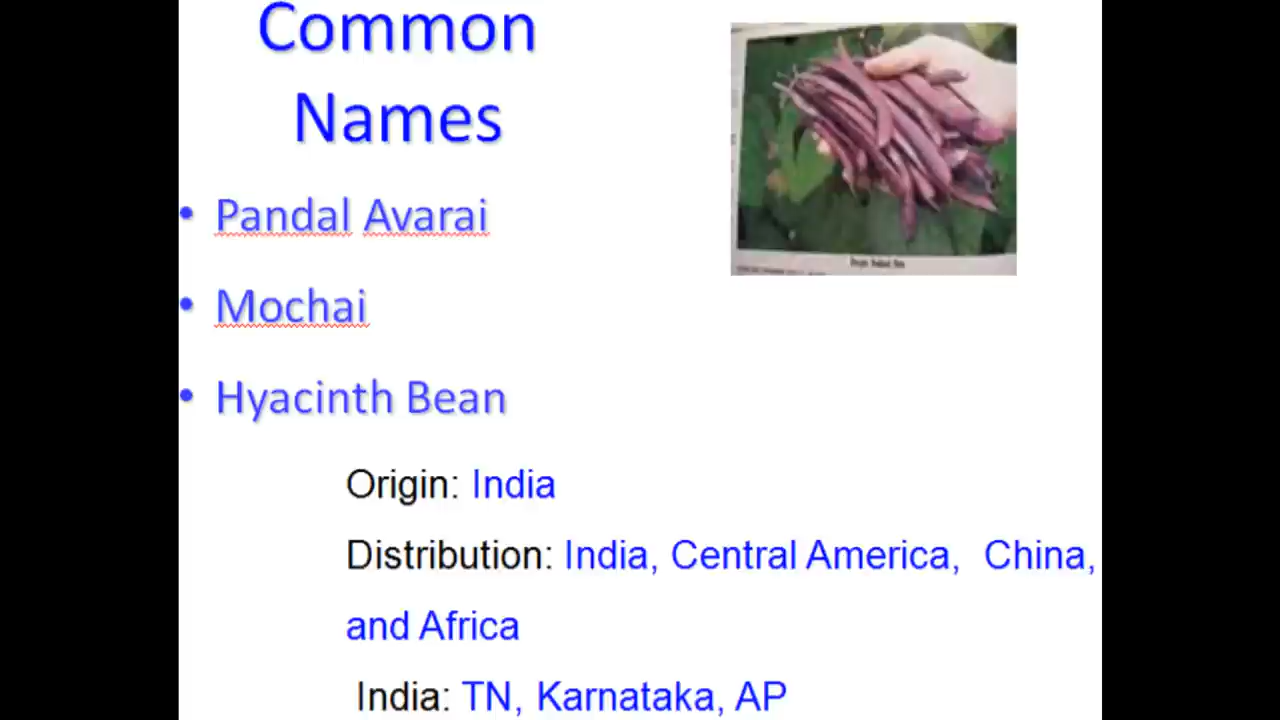 Common
Names
• Pandal Avarai
• Mochai
• Hyacinth Bean
Origin: India
Distribution: India, Central America, China,
and Africa
India: TN, Karnataka, AP